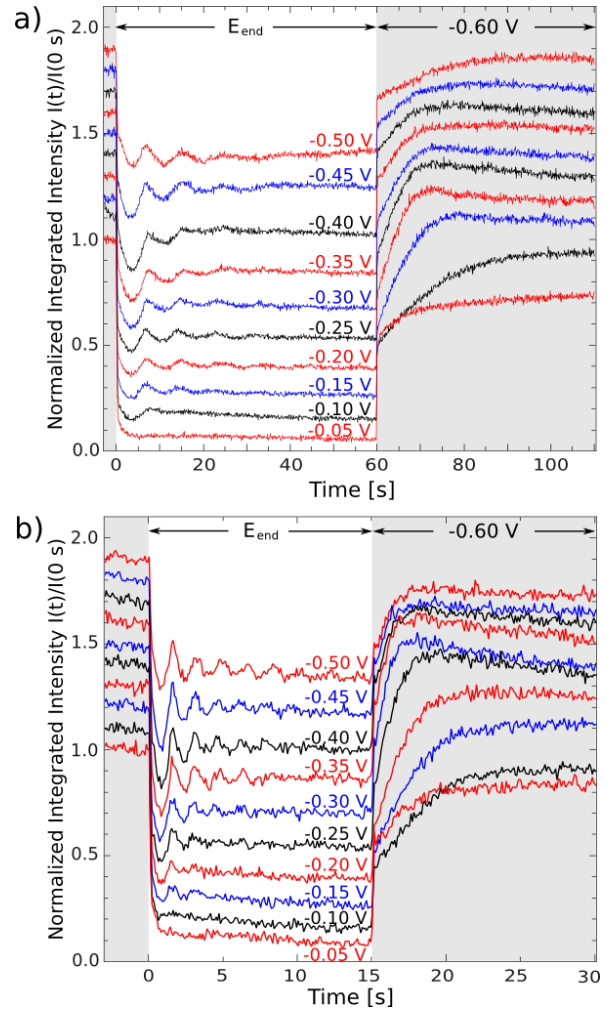 a)
E_end
-0.60 V
Normalized Integrated Intensity I(t)/I(0 s)
2.0
1.5
1.0
0.5
0.0
-0.50 V
-0.45 V
-0.40 V
-0.35 V
-0.30 V
-0.25 V
-0.20 V
-0.15 V
-0.10 V
-0.05 V
0 20 40 60 80 100
Time [s]
b)
E_end
-0.60 V
Normalized Integrated Intensity I(t)/I(0 s)
2.0
1.5
1.0
0.5
0.0
-0.50 V
-0.45 V
-0.40 V
-0.35 V
-0.30 V
-0.25 V
-0.20 V
-0.15 V
-0.10 V
-0.05 V
0 5 10 15 20 25 30
Time [s]